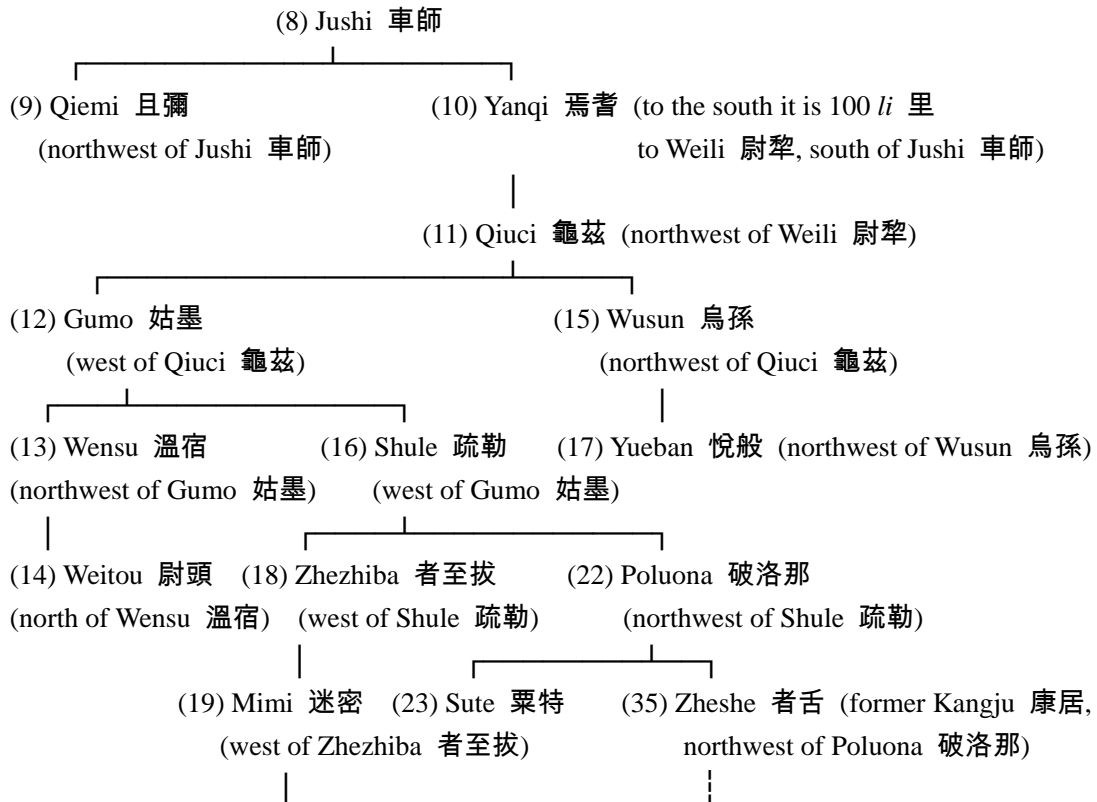 (8) Jushi 車師
(9) Qiemi 且彌 (10) Yanqi 焉耆 (to the south it is 100 li 里
(northwest of Jushi 車師) to Weili 尉犂, south of Jushi 車師)
(11) Qiuci 龜茲 (northwest of Weili 尉犂)
(12) Gumo 姑墨 (15) Wusun 烏孫
(west of Qiuci 龜茲) (northwest of Qiuci 龜茲)
(13) Wensu 溫宿 (16) Shule 疏勒 (17) Yueban 悅般 (northwest of Wusun 烏孫)
(northwest of Gumo 姑墨) (west of Gumo 姑墨)
(14) Weitou 尉頭 (18) Zhezhiba 者至拔 (22) Poluona 破洛那
(north of Wensu 溫宿) (west of Shule 疏勒) (northwest of Shule 疏勒)
(19) Mimi 迷密 (23) Sute 粟特 (35) Zheshe 者舌 (former Kangju 康居,
(west of Zhezhiba 者至拔) northwest of Poluona 破洛那)